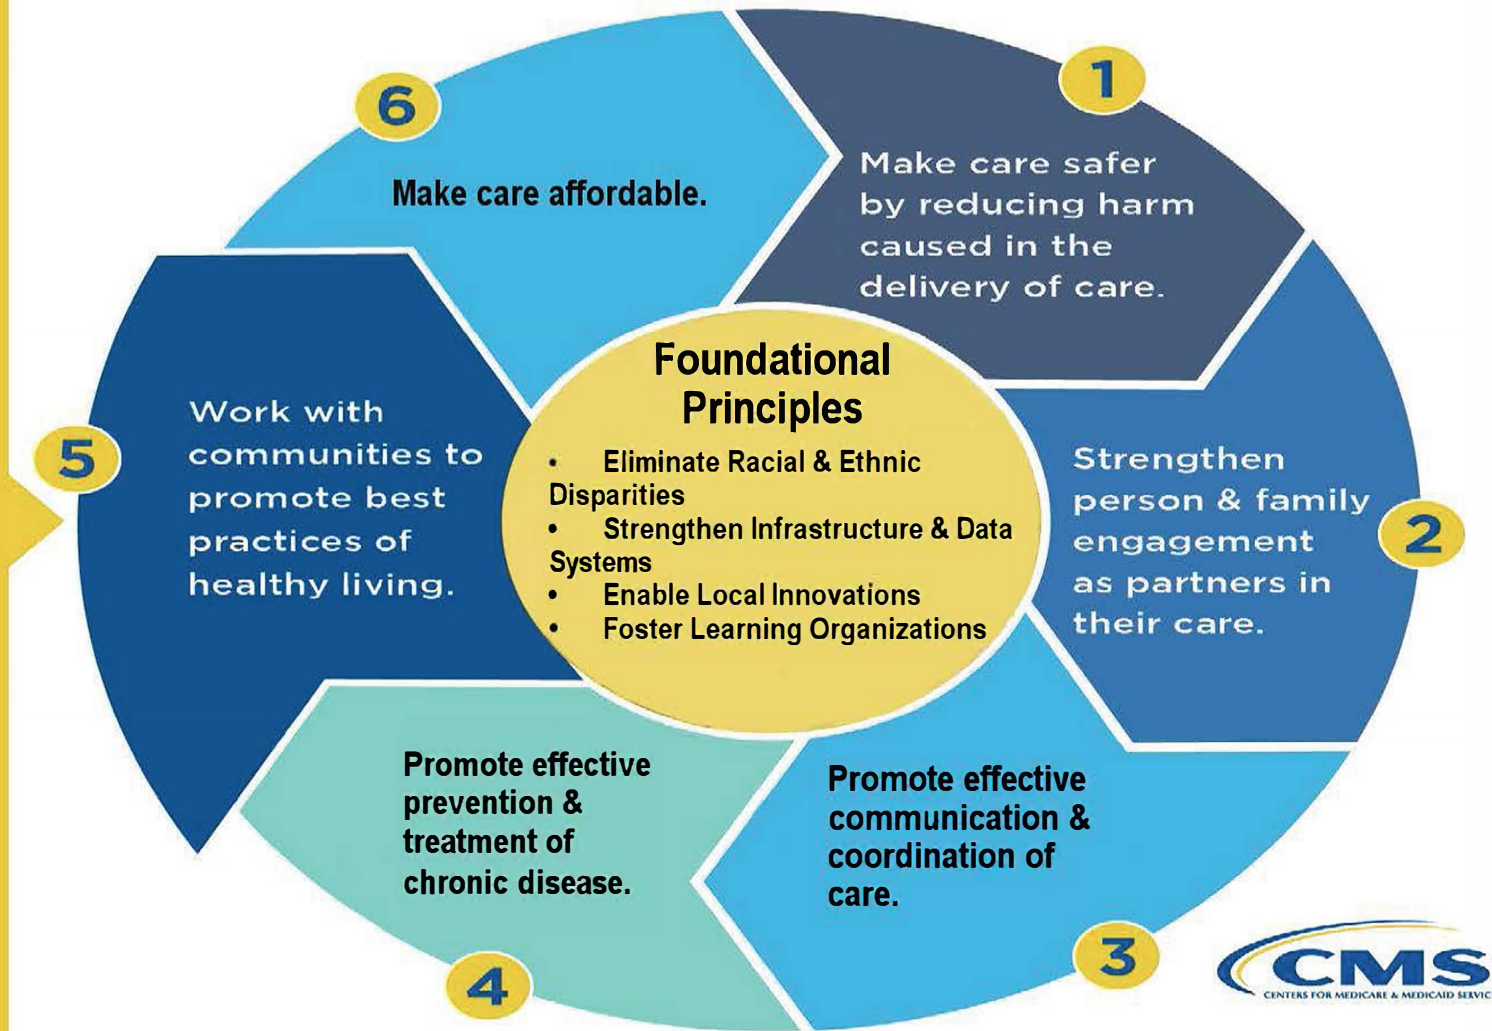 1
Make care safer
by reducing harm
caused in the
delivery of care.
2
Strengthen
person & family
engagement
as partners in
their care.
3
Promote effective
communication &
coordination of
care.
4
Promote effective
prevention &
treatment of
chronic disease.
5
Work with
communities to
promote best
practices of
healthy living.
6
Make care affordable.
Foundational
Principles
• Eliminate Racial & Ethnic
Disparities
• Strengthen Infrastructure & Data
Systems
• Enable Local Innovations
• Foster Learning Organizations
CMS
CENTERS FOR MEDICARE & MEDICAID SERVIC